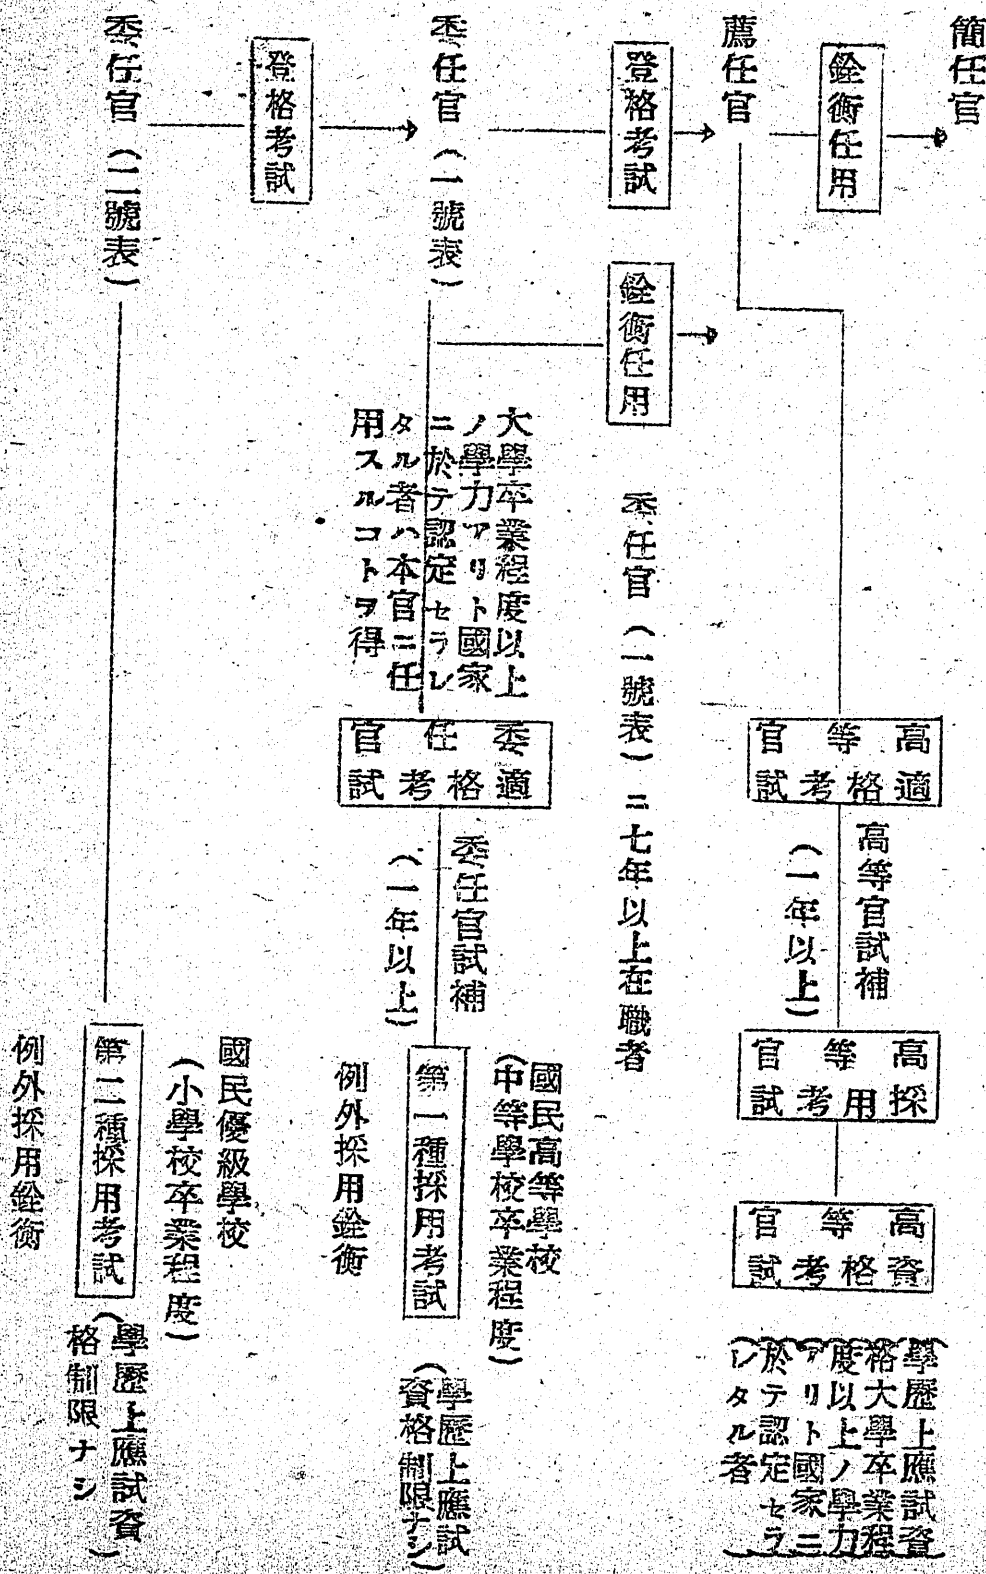 簡任官
銓衡任用
薦任官
登格考試
銓衡任用
委任官（一號表）
登格考試
委任官（二號表）
高等官
適格考試
高等官試補
（一年以上）
高等官
採用考試
高等官
資格考試
學歷上應試資
格大學卒業程
度以上ノ學力
アリト國家ニ
於テ認定セラ
レタル者
委任官（一號表）ニ七年以上在職者
大學卒業程度以上
ノ學力アリト國家
ニ於テ認定セラレ
タル者ハ本官ニ任
用スルコトヲ得
委任官
適格考試
委任官試補
（一年以上）
國民高等學校
（中等學校卒業程度）
第一種採用考試
（學歷上應試
資格制限ナシ）
例外採用銓衡
國民優級學校
（小學校卒業程度）
第二種採用考試
（學歷上應試資
格制限ナシ）
例外採用銓衡